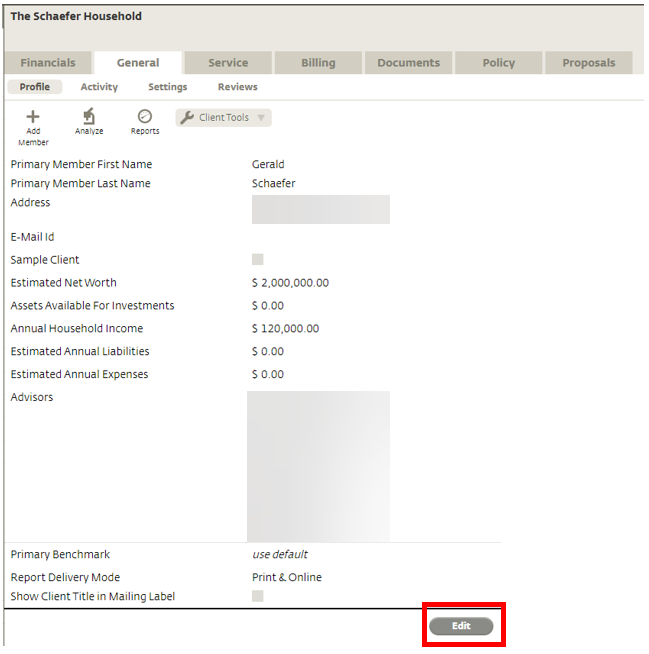 The Schaefer Household
Financials General Service Billing Documents Policy Proposals
Profile Activity Settings Reviews
Add Member Analyze Reports Client Tools
Primary Member First Name Gerald
Primary Member Last Name Schaefer
Address
E-Mail Id
Sample Client
Estimated Net Worth $ 2,000,000.00
Assets Available For Investments $ 0.00
Annual Household Income $ 120,000.00
Estimated Annual Liabilities $ 0.00
Estimated Annual Expenses $ 0.00
Advisors
Primary Benchmark use default
Report Delivery Mode Print & Online
Show Client Title in Mailing Label
Edit